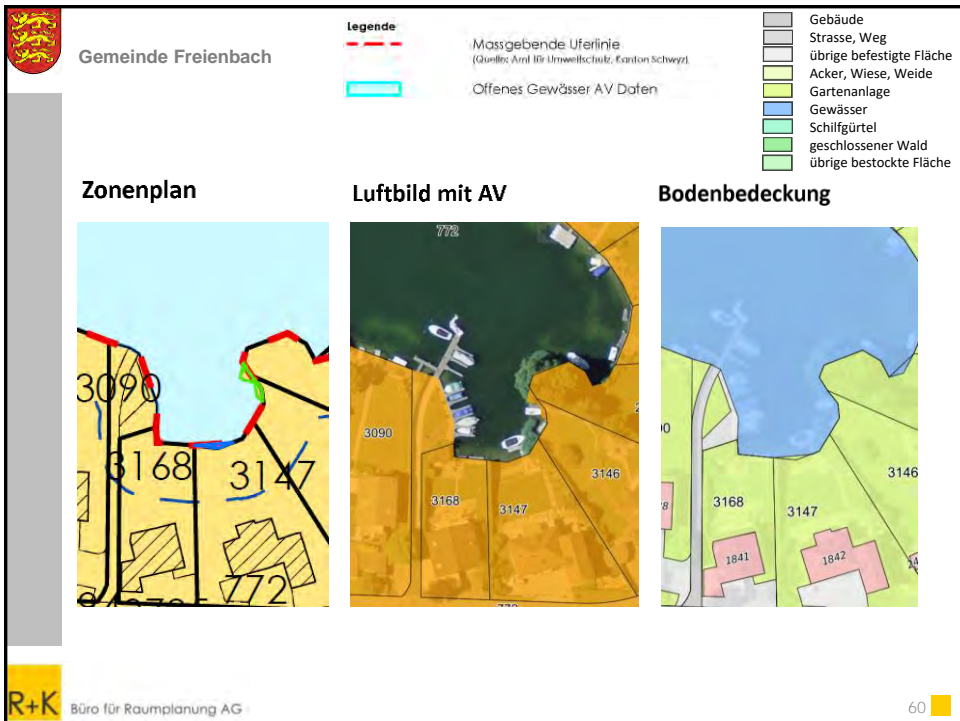 Gemeinde Freienbach
Legende
Massgebende Uferlinie
(Quelle: Amt für Umweltschutz, Kanton Schwyz)
Offenes Gewässer AV Daten
Gebäude
Strasse, Weg
übrige befestigte Fläche
Acker, Wiese, Weide
Gartenanlage
Gewässer
Schilfgürtel
geschlossener Wald
übrige bestockte Fläche
Zonenplan
Luftbild mit AV
Bodenbedeckung
3090
3168
3147
772
772
3090
3168
3147
3146
3168
3147
3146
1841
1842
R+K
Büro für Raumplanung AG
60